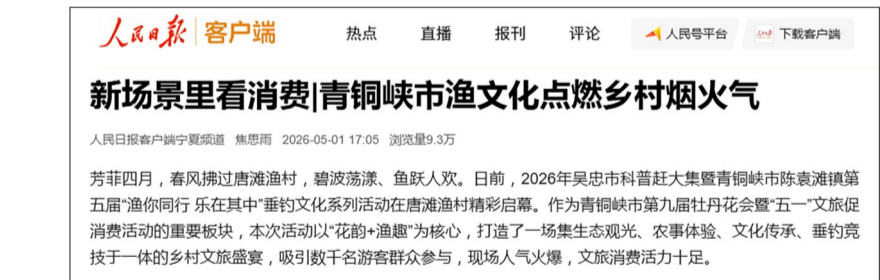 人民日报 客户端 热点 直播 报刊 评论 人民号平台 下载客户端
新场景里看消费|青铜峡市渔文化点燃乡村烟火气
人民日报客户端宁夏频道 焦思雨 2026-05-01 17:05 浏览量9.3万
芳菲四月，春风拂过唐滩渔村，碧波荡漾、鱼跃人欢。日前，2026年吴忠市科普赶大集暨青铜峡市陈袁滩镇第
五届“渔你同行 乐在其中”垂钓文化系列活动在唐滩渔村精彩启幕。作为青铜峡市第九届牡丹花会暨“五一”文旅促
消费活动的重要板块，本次活动以“花韵+渔趣”为核心，打造了一场集生态观光、农事体验、文化传承、垂钓竞
技于一体的乡村文旅盛宴，吸引数千名游客群众参与，现场人气火爆，文旅消费活力十足。